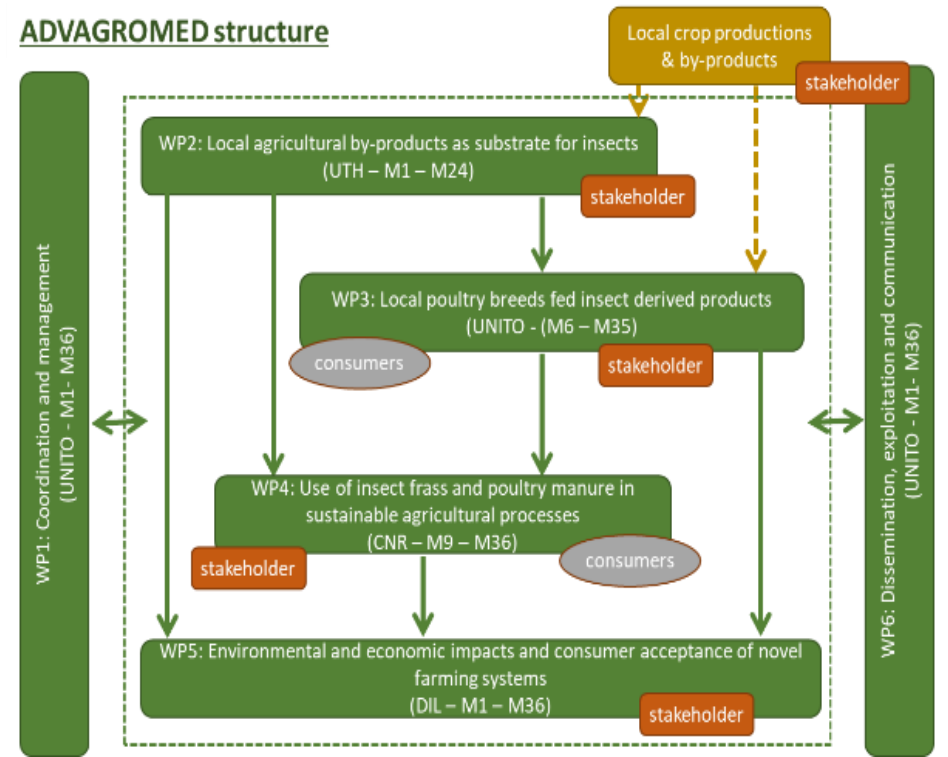 ADVAGROMED structure
Local crop productions
& by-products
stakeholder
WP1: Coordination and management
(UNITO - M1- M36)
WP2: Local agricultural by-products as substrate for insects
(UTH – M1 – M24)
stakeholder
WP3: Local poultry breeds fed insect derived products
(UNITO - (M6 – M35)
consumers
stakeholder
WP4: Use of insect frass and poultry manure in
sustainable agricultural processes
(CNR – M9 – M36)
stakeholder
consumers
WP5: Environmental and economic impacts and consumer acceptance of novel
farming systems
(DIL – M1 – M36)
stakeholder
WP6: Dissemination, exploitation and communication
(UNITO - M1- M36)